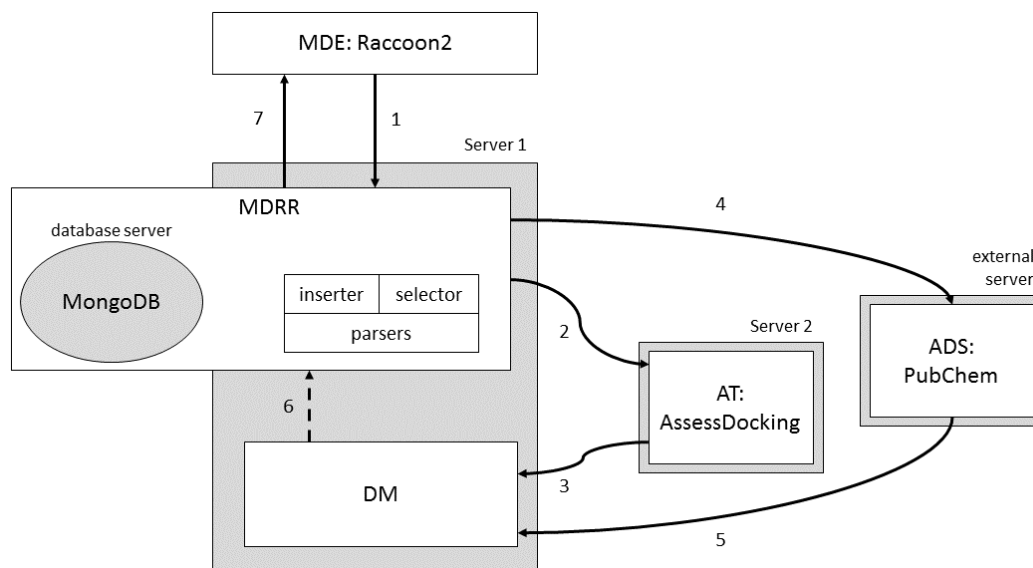 MDE: Raccoon2
7
1
Server 1
MDRR
4
database server
MongoDB
inserter
selector
parsers
2
external
server
Server 2
ADS:
PubChem
AT:
AssessDocking
6
3
DM
5